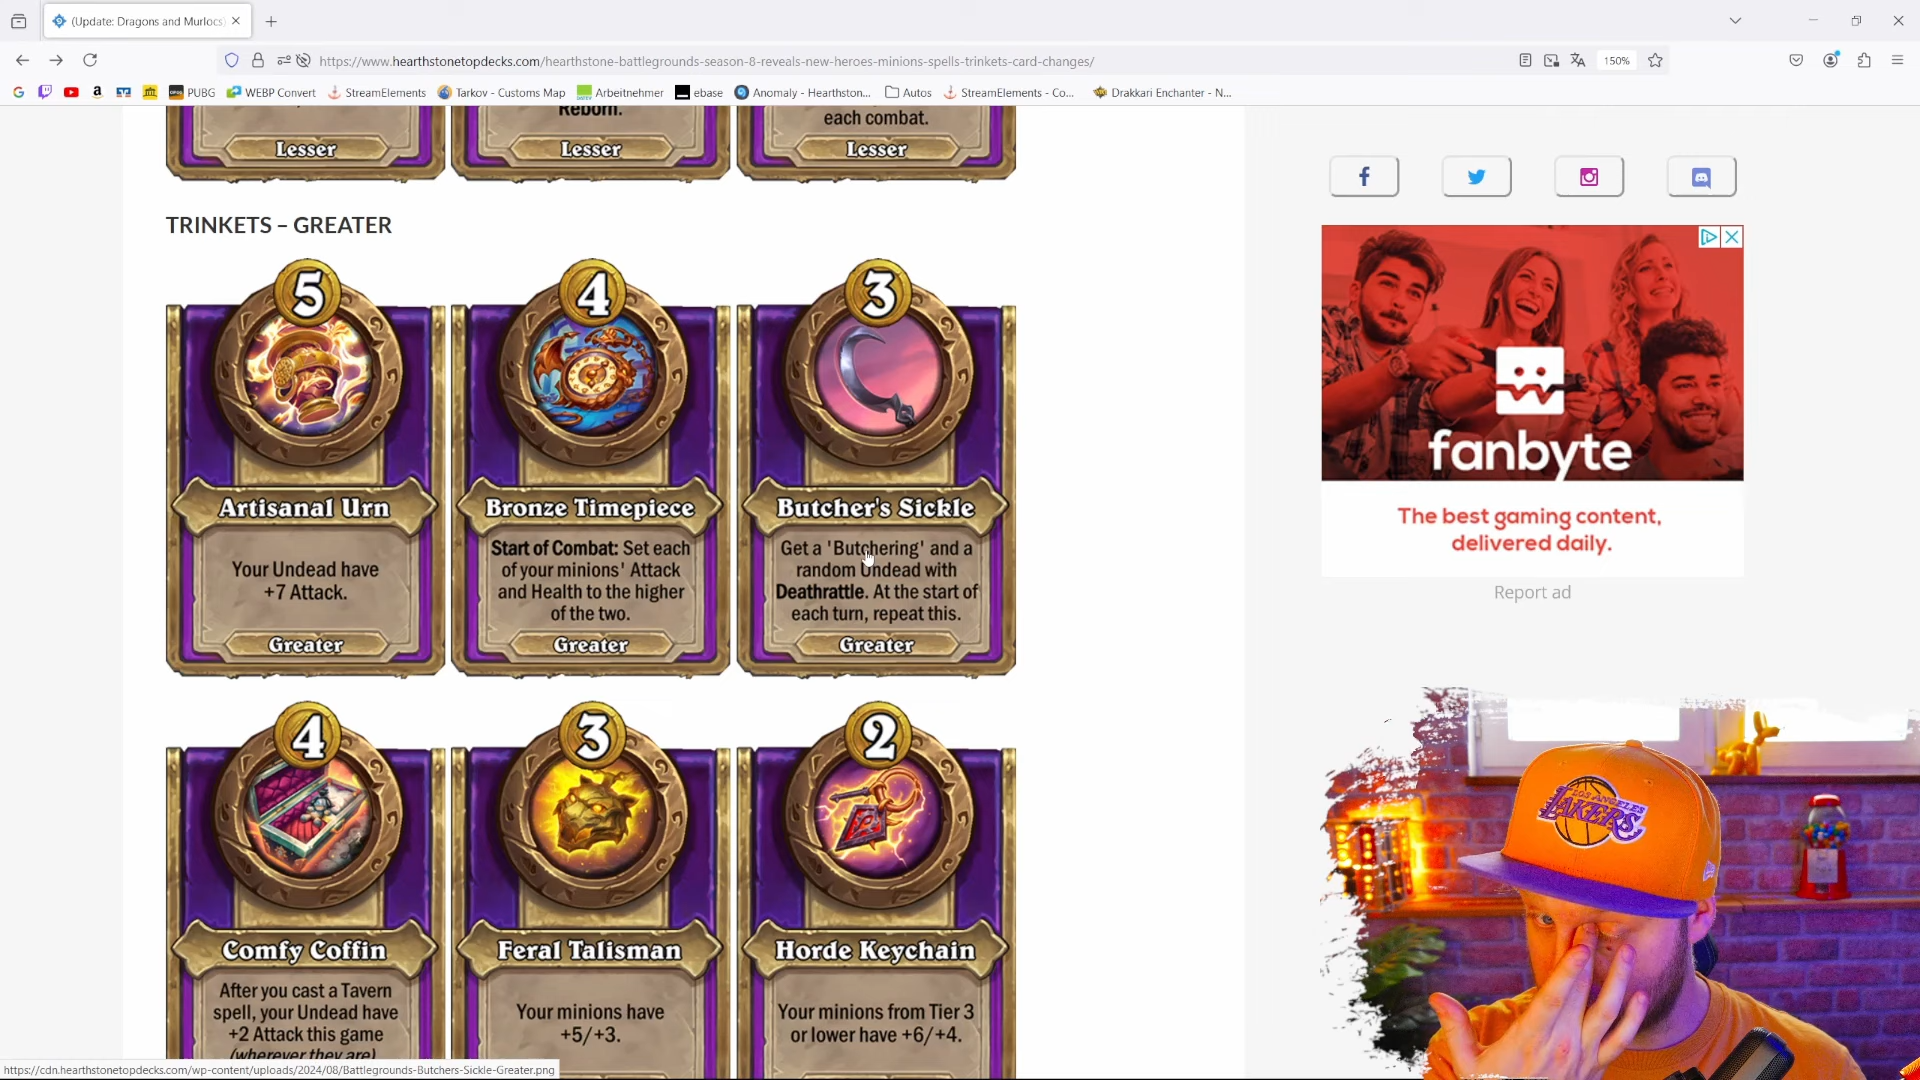 (Update: Dragons and Murlocs)
https://www.hearthstonetopdecks.com/hearthstone-battlegrounds-season-8-reveals-new-heroes-minions-spells-trinkets-card-changes/
150%
PUBG
WEBP Convert
StreamElements
Tarkov - Customs Map
Arbeitnehmer
ebase
Anomaly - Hearthston...
Autos
StreamElements - Co...
Drakkari Enchanter - N...
Reborn.
each combat.
Lesser
Lesser
Lesser
TRINKETS – GREATER
5
4
3
Artisanal Urn
Bronze Timepiece
Butcher's Sickle
Your Undead have
+7 Attack.
Start of Combat: Set each
of your minions' Attack
and Health to the higher
of the two.
Get a 'Butchering' and a
random Undead with
Deathrattle. At the start of
each turn, repeat this.
Greater
Greater
Greater
4
3
2
Comfy Coffin
Feral Talisman
Horde Keychain
After you cast a Tavern
spell, your Undead have
+2 Attack this game
(wherever they are)
Your minions have
+5/+3.
Your minions from Tier 3
or lower have +6/+4.
fanbyte
The best gaming content,
delivered daily.
Report ad
LOS ANGELES
LAKERS
https://cdn.hearthstonetopdecks.com/wp-content/uploads/2024/08/Battlegrounds-Butchers-Sickle-Greater.png